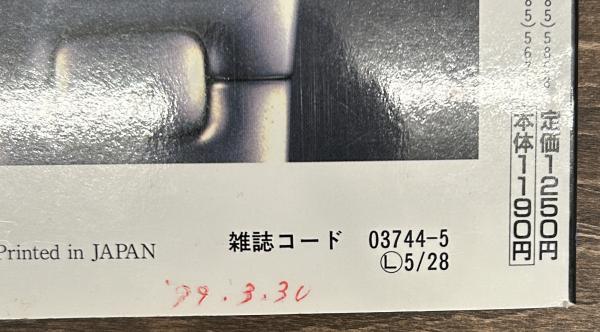 定価1250円
本体1190円
Printed in JAPAN
雑誌コード 03744-5
Ⓛ5/28
'99.3.30